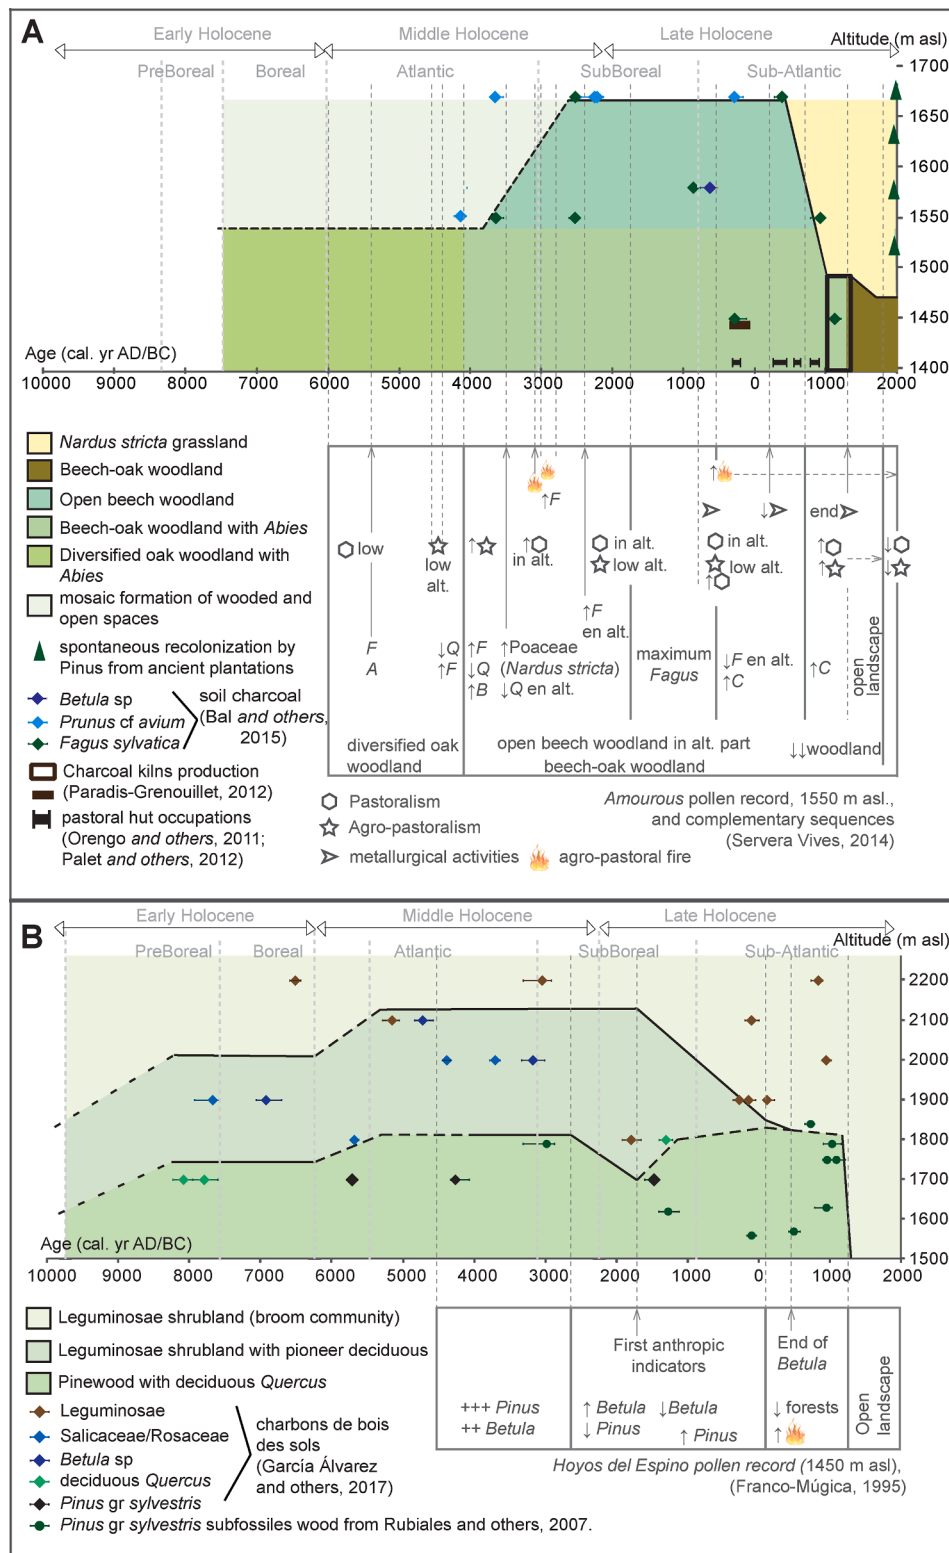 A
Early Holocene
Middle Holocene
Late Holocene
Altitude (m asl)
PreBoreal
Boreal
Atlantic
SubBoreal
Sub-Atlantic
1700
1650
1600
1550
1500
1450
1400
Age (cal. yr AD/BC)
10000 9000 8000 7000 6000 5000 4000 3000 2000 1000 0 1000 2000
Nardus stricta grassland
Beech-oak woodland
Open beech woodland
Beech-oak woodland with Abies
Diversified oak woodland with
Abies
mosaic formation of wooded and
open spaces
spontaneous recolonization by
Pinus from ancient plantations
Betula sp
Prunus cf avium
Fagus sylvatica
soil charcoal
(Bal and others,
2015)
Charcoal kilns production
(Paradis-Grenouillet, 2012)
pastoral hut occupations
(Orengo and others, 2011;
Palet and others, 2012)
low
F
A
low
alt.
↓Q
↑F
↑
↑F
↓Q
↑B
↑Poaceae
(Nardus stricta)
↓Q en alt.
↑F
↑
in alt.
in alt.
low alt.
↑F
en alt.
maximum
Fagus
↑
in alt.
low alt.
↑
↓F en alt.
↑C
↓
end
↑
↑
↑C
open
landscape
↓
↓
diversified oak
woodland
open beech woodland in alt. part
beech-oak woodland
↓↓woodland
Pastoralism
Agro-pastoralism
metallurgical activities
agro-pastoral fire
Amourous pollen record, 1550 m asl.,
and complementary sequences
(Servera Vives, 2014)
B
Early Holocene
Middle Holocene
Late Holocene
Altitude (m asl)
PreBoreal
Boreal
Atlantic
SubBoreal
Sub-Atlantic
2200
2100
2000
1900
1800
1700
1600
1500
Age (cal. yr AD/BC)
10000 9000 8000 7000 6000 5000 4000 3000 2000 1000 0 1000 2000
Leguminosae shrubland (broom community)
Leguminosae shrubland with pioneer deciduous
Pinewood with deciduous Quercus
Leguminosae
Salicaceae/Rosaceae
Betula sp
deciduous Quercus
Pinus gr sylvestris
charbons de bois
des sols
(García Álvarez
and others, 2017)
Pinus gr sylvestris subfossiles wood from Rubiales and others, 2007.
+++ Pinus
++ Betula
First anthropic
indicators
↑ Betula
↓ Pinus
↓Betula
↑ Pinus
End of
Betula
↓ forests
↑
Open
landscape
Hoyos del Espino pollen record (1450 m asl),
(Franco-Múgica, 1995)